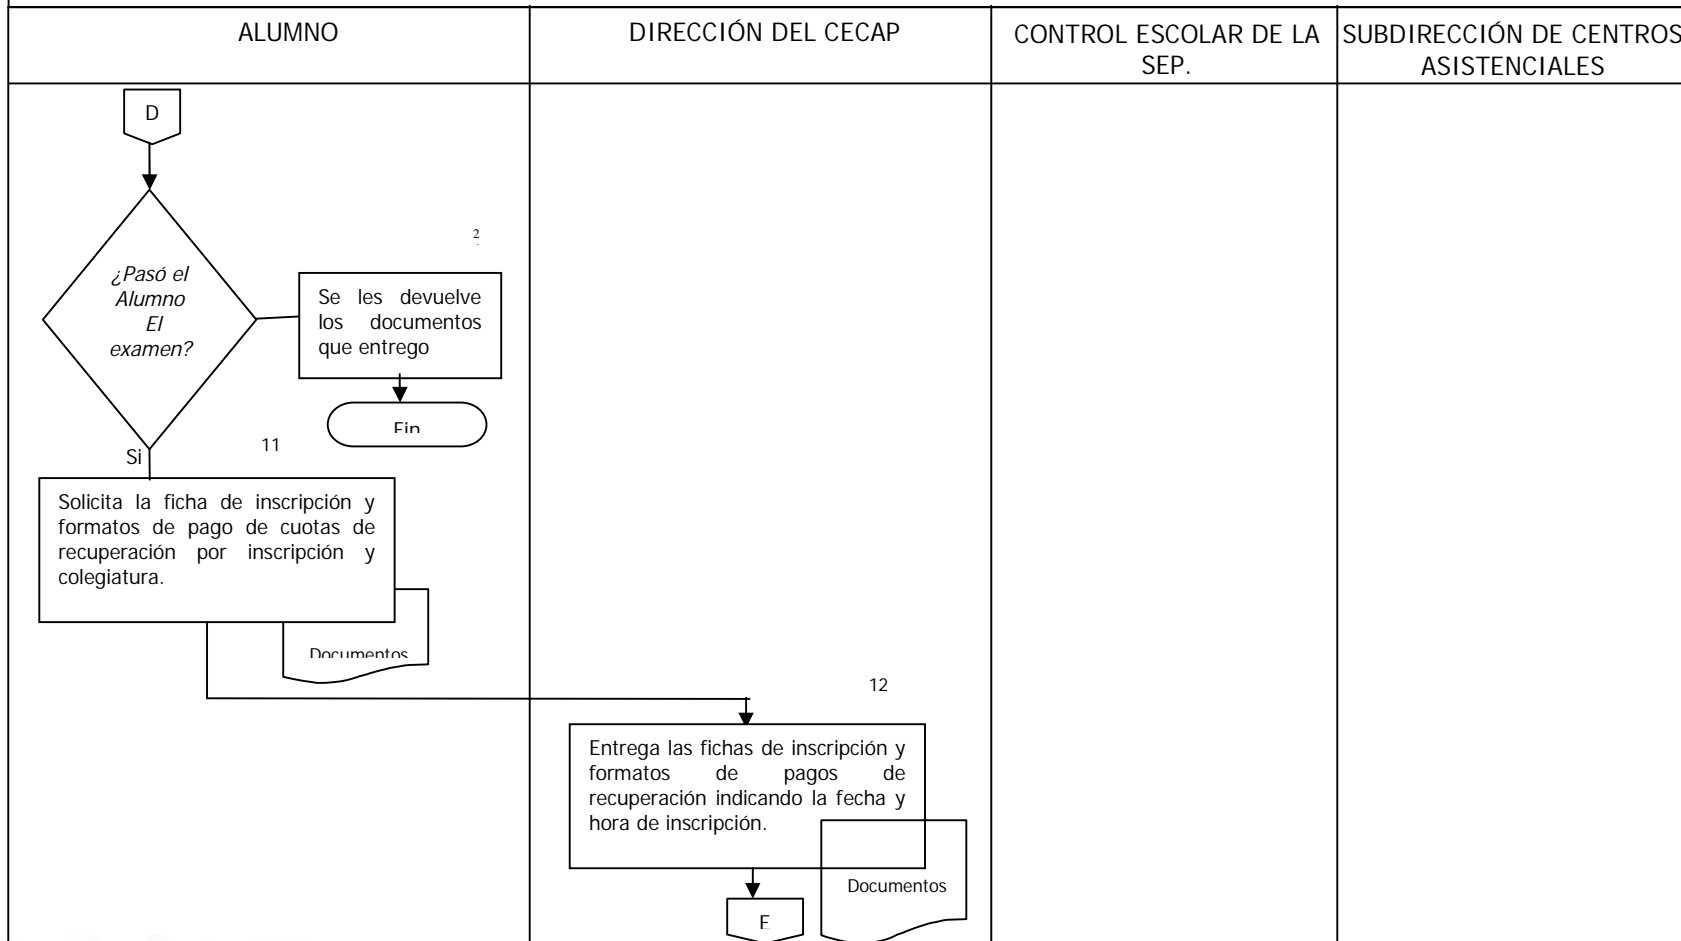 ALUMNO
DIRECCIÓN DEL CECAP
CONTROL ESCOLAR DE LA
SEP.
SUBDIRECCIÓN DE CENTROS
ASISTENCIALES
D
¿Pasó el
Alumno
El
examen?
2
Se les devuelve
los documentos
que entrego
Fin
Si
11
Solicita la ficha de inscripción y
formatos de pago de cuotas de
recuperación por inscripción y
colegiatura.
Documentos
12
Entrega las fichas de inscripción y
formatos de pagos de
recuperación indicando la fecha y
hora de inscripción.
Documentos
E